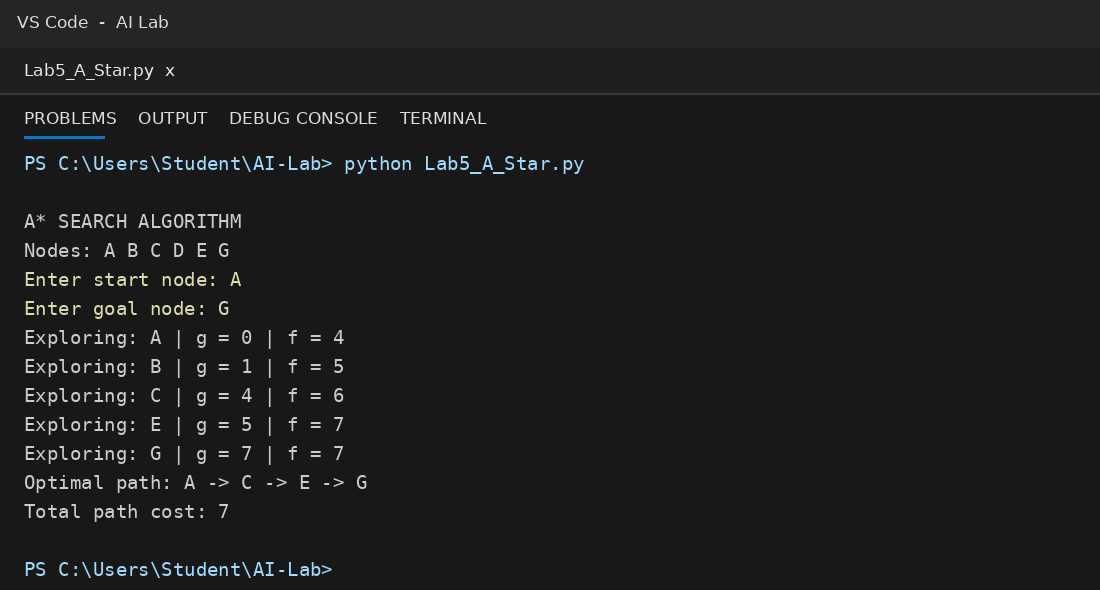 VS Code - AI Lab
Lab5_A_Star.py x
PROBLEMS OUTPUT DEBUG CONSOLE TERMINAL
PS C:\Users\Student\AI-Lab> python Lab5_A_Star.py
A* SEARCH ALGORITHM
Nodes: A B C D E G
Enter start node: A
Enter goal node: G
Exploring: A | g = 0 | f = 4
Exploring: B | g = 1 | f = 5
Exploring: C | g = 4 | f = 6
Exploring: E | g = 5 | f = 7
Exploring: G | g = 7 | f = 7
Optimal path: A -> C -> E -> G
Total path cost: 7
PS C:\Users\Student\AI-Lab>